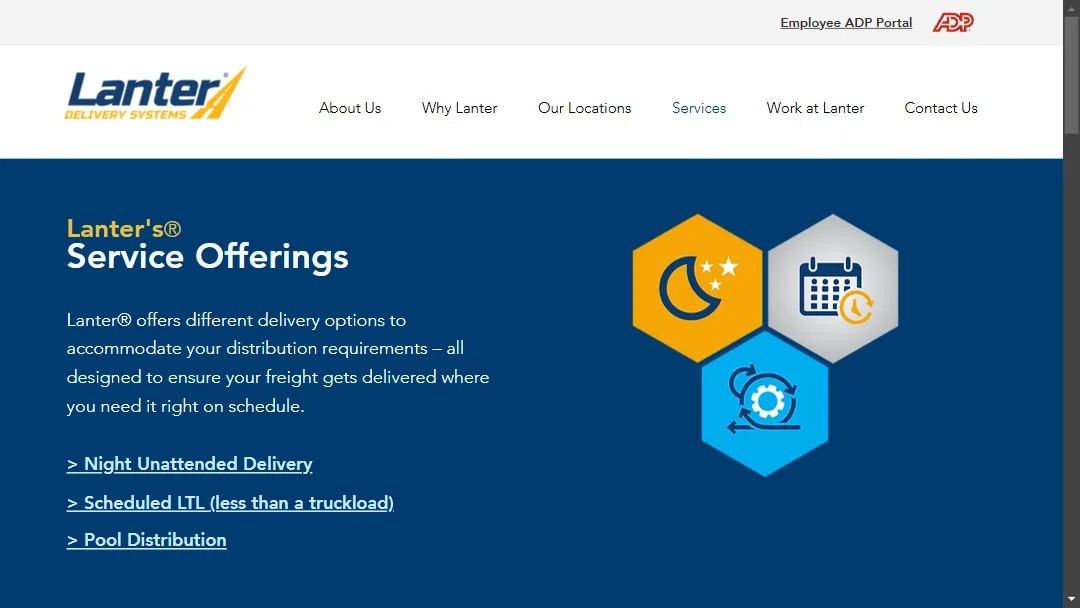 Employee ADP Portal
ADP
Lanter®
DELIVERY SYSTEMS
About Us
Why Lanter
Our Locations
Services
Work at Lanter
Contact Us
Lanter's®
Service Offerings
Lanter® offers different delivery options to
accommodate your distribution requirements – all
designed to ensure your freight gets delivered where
you need it right on schedule.
> Night Unattended Delivery
> Scheduled LTL (less than a truckload)
> Pool Distribution